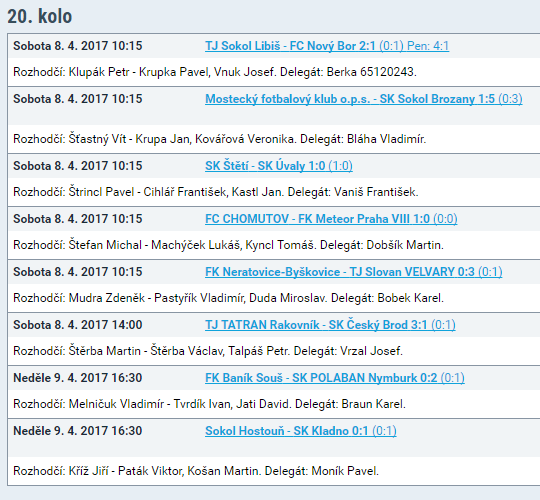 20. kolo
Sobota 8. 4. 2017 10:15 TJ Sokol Libiš - FC Nový Bor 2:1 (0:1) Pen: 4:1
Rozhodčí: Klupák Petr - Krupka Pavel, Vnuk Josef. Delegát: Berka 65120243.
Sobota 8. 4. 2017 10:15 Mostecký fotbalový klub o.p.s. - SK Sokol Brozany 1:5 (0:3)
Rozhodčí: Šťastný Vít - Krupa Jan, Kovářová Veronika. Delegát: Bláha Vladimír.
Sobota 8. 4. 2017 10:15 SK Štětí - SK Úvaly 1:0 (1:0)
Rozhodčí: Štrincl Pavel - Cihlář František, Kastl Jan. Delegát: Vaniš František.
Sobota 8. 4. 2017 10:15 FC CHOMUTOV - FK Meteor Praha VIII 1:0 (0:0)
Rozhodčí: Štefan Michal - Machýček Lukáš, Kyncl Tomáš. Delegát: Dobšík Martin.
Sobota 8. 4. 2017 10:15 FK Neratovice-Byškovice - TJ Slovan VELVARY 0:3 (0:1)
Rozhodčí: Mudra Zdeněk - Pastyřík Vladimír, Duda Miroslav. Delegát: Bobek Karel.
Sobota 8. 4. 2017 14:00 TJ TATRAN Rakovník - SK Český Brod 3:1 (0:1)
Rozhodčí: Štěrba Martin - Štěrba Václav, Talpáš Petr. Delegát: Vrzal Josef.
Neděle 9. 4. 2017 16:30 FK Baník Souš - SK POLABAN Nymburk 0:2 (0:1)
Rozhodčí: Melničuk Vladimír - Tvrdík Ivan, Jati David. Delegát: Braun Karel.
Neděle 9. 4. 2017 16:30 Sokol Hostouň - SK Kladno 0:1 (0:1)
Rozhodčí: Kříž Jiří - Paták Viktor, Košan Martin. Delegát: Moník Pavel.